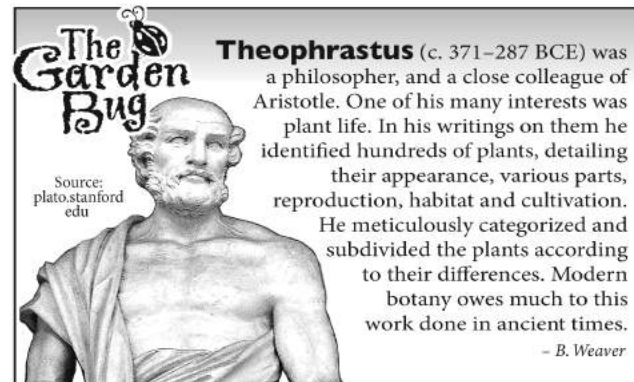 The
Garden
Bug
Theophrastus (c. 371–287 BCE) was
a philosopher, and a close colleague of
Aristotle. One of his many interests was
plant life. In his writings on them he
identified hundreds of plants, detailing
their appearance, various parts,
reproduction, habitat and cultivation.
He meticulously categorized and
subdivided the plants according
to their differences. Modern
botany owes much to this
work done in ancient times.
– B. Weaver
Source:
plato.stanford
edu